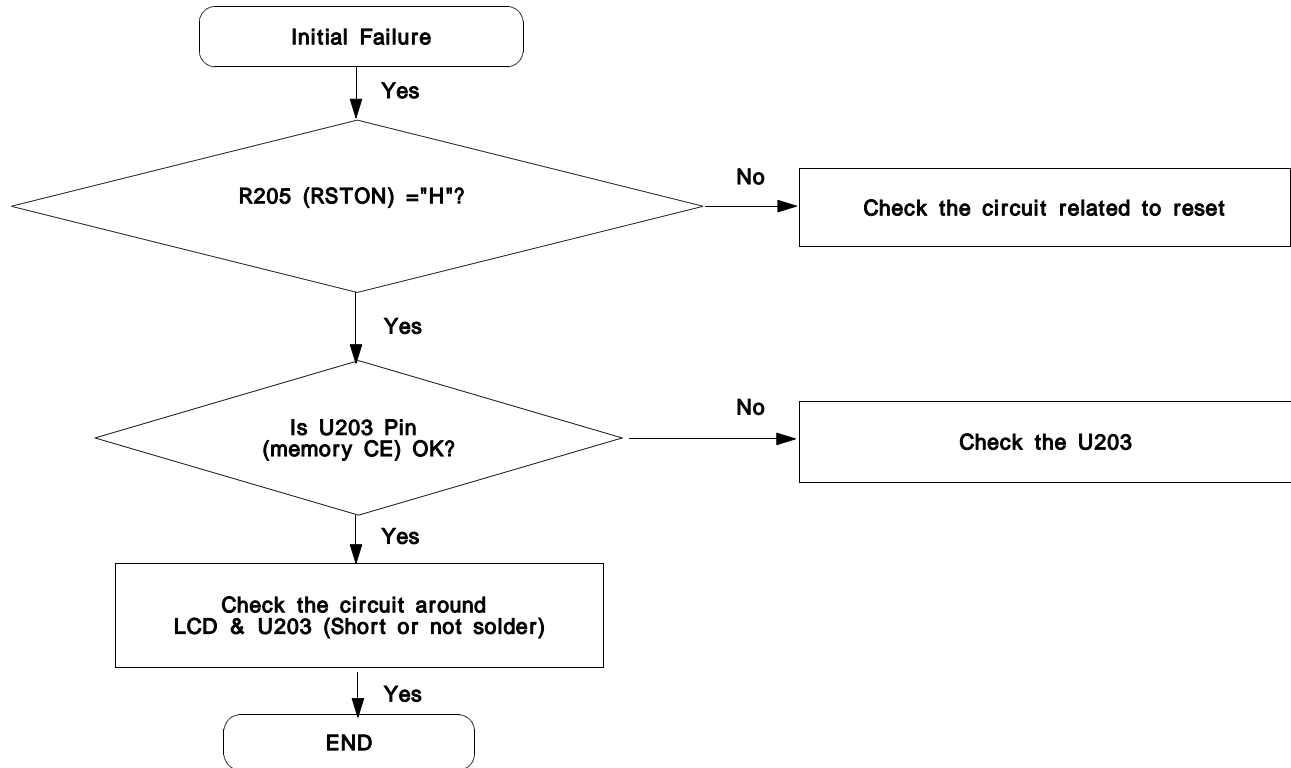 Initial Failure
Yes
R205 (RSTON) ="H"?
No
Check the circuit related to reset
Yes
Is U203 Pin
(memory CE) OK?
No
Check the U203
Yes
Check the circuit around
LCD & U203 (Short or not solder)
Yes
END